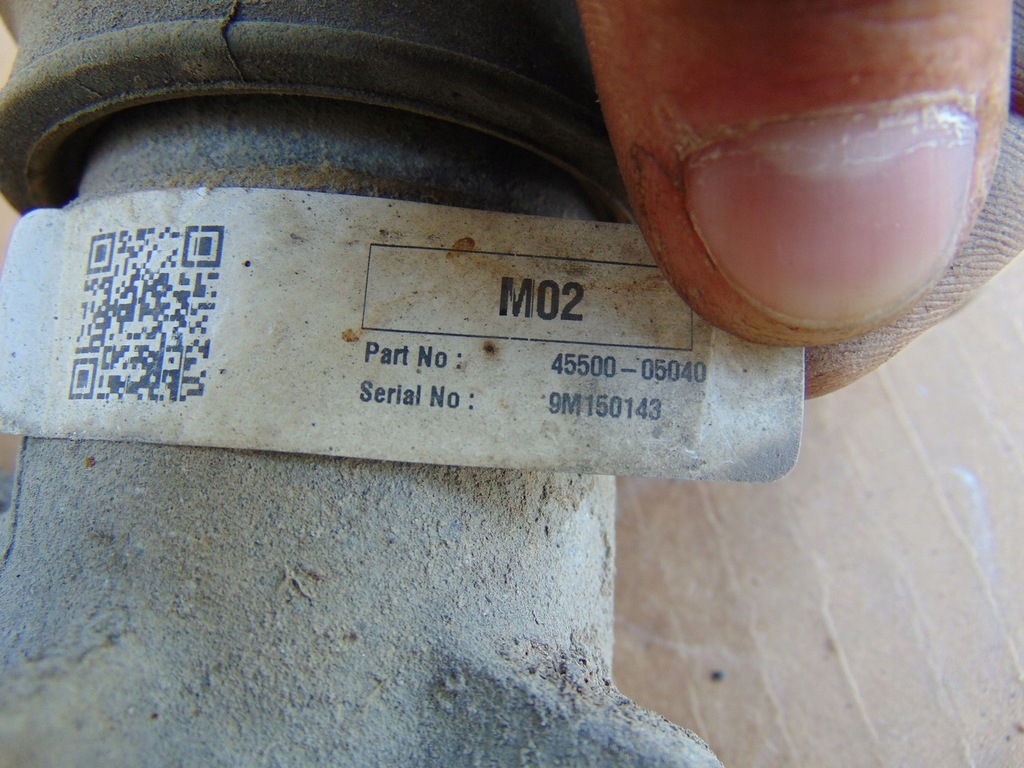 M02
Part No : 45500-05040
Serial No : 9M150143